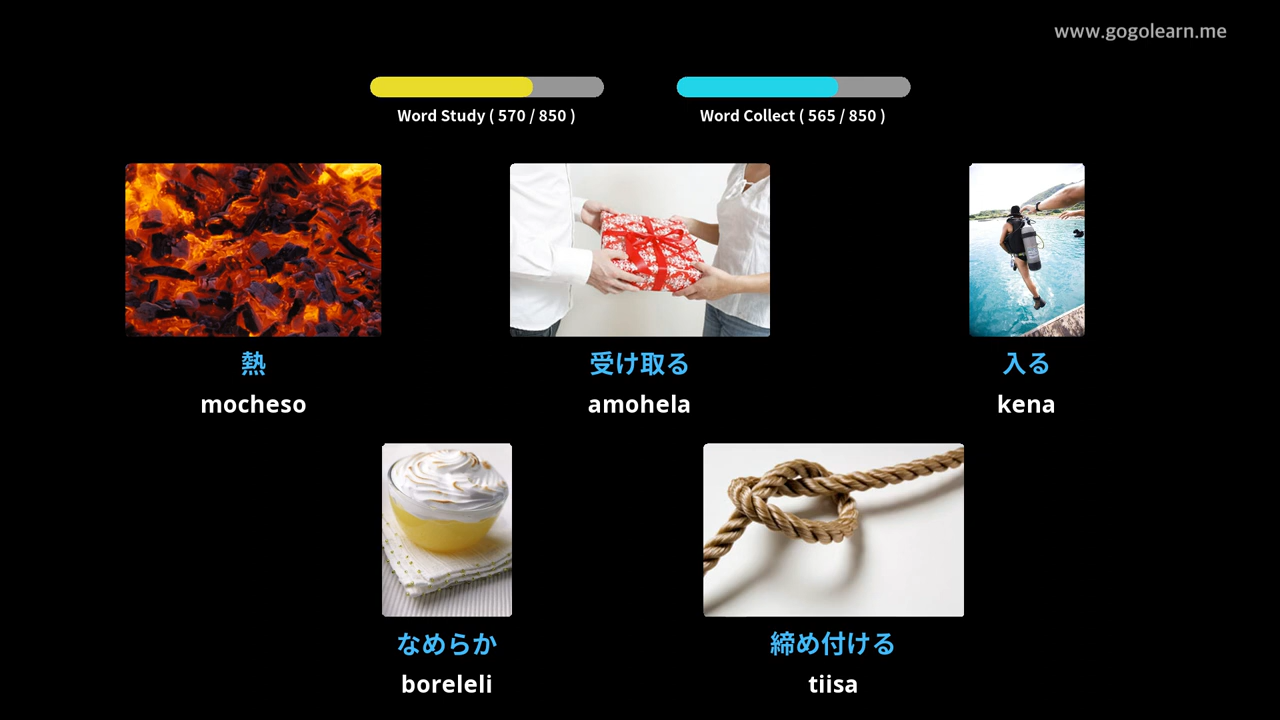 www.gogolearn.me
Word Study ( 570 / 850 )
Word Collect ( 565 / 850 )
熱
mocheso
受け取る
amohela
入る
kena
なめらか
boreleli
締め付ける
tiisa